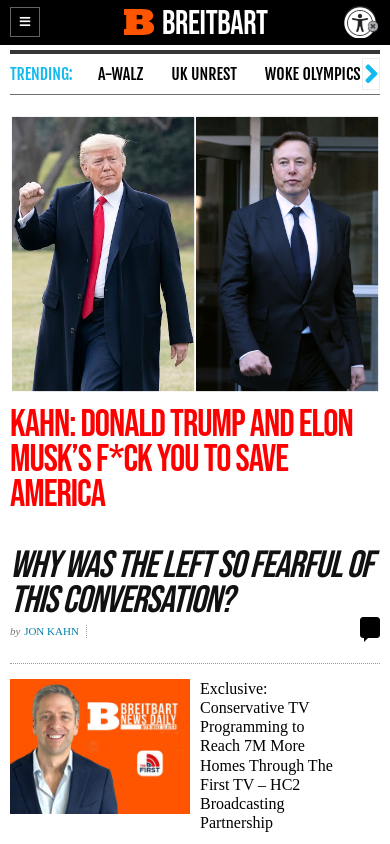 BREITBART
TRENDING: A-WALZ UK UNREST WOKE OLYMPICS
KAHN: DONALD TRUMP AND ELON
MUSK'S F*CK YOU TO SAVE
AMERICA
WHY WAS THE LEFT SO FEARFUL OF
THIS CONVERSATION?
by JON KAHN
B BREITBART
NEWS DAILY
THE FIRST
Exclusive:
Conservative TV
Programming to
Reach 7M More
Homes Through The
First TV – HC2
Broadcasting
Partnership